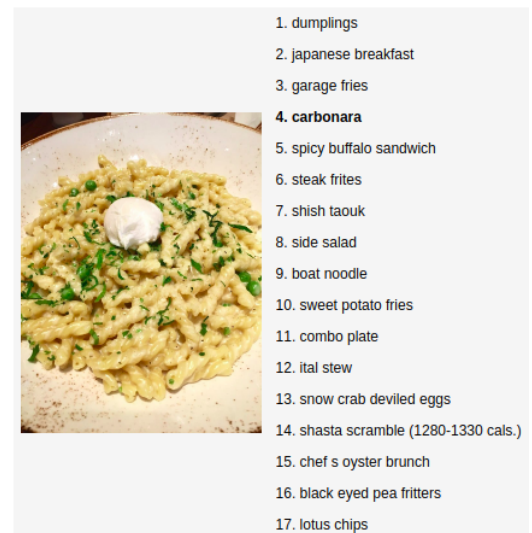 1. dumplings
2. japanese breakfast
3. garage fries
4. carbonara
5. spicy buffalo sandwich
6. steak frites
7. shish taouk
8. side salad
9. boat noodle
10. sweet potato fries
11. combo plate
12. ital stew
13. snow crab deviled eggs
14. shasta scramble (1280-1330 cals.)
15. chef s oyster brunch
16. black eyed pea fritters
17. lotus chips